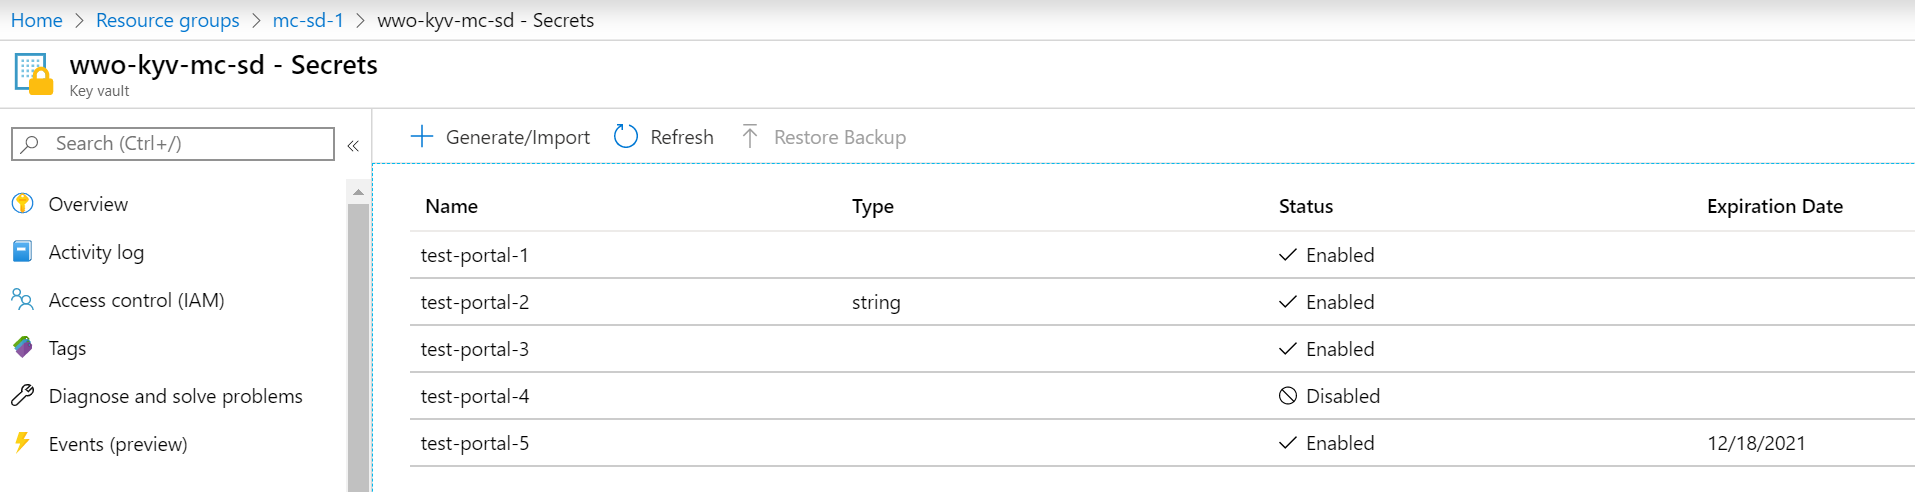 Home > Resource groups > mc-sd-1 > wwo-kyv-mc-sd - Secrets
wwo-kyv-mc-sd - Secrets
Key vault
Search (Ctrl+/)
«
Overview
Activity log
Access control (IAM)
Tags
Diagnose and solve problems
Events (preview)
Generate/Import Refresh Restore Backup
Name Type Status Expiration Date
test-portal-1 Enabled
test-portal-2 string Enabled
test-portal-3 Enabled
test-portal-4 Disabled
test-portal-5 Enabled 12/18/2021